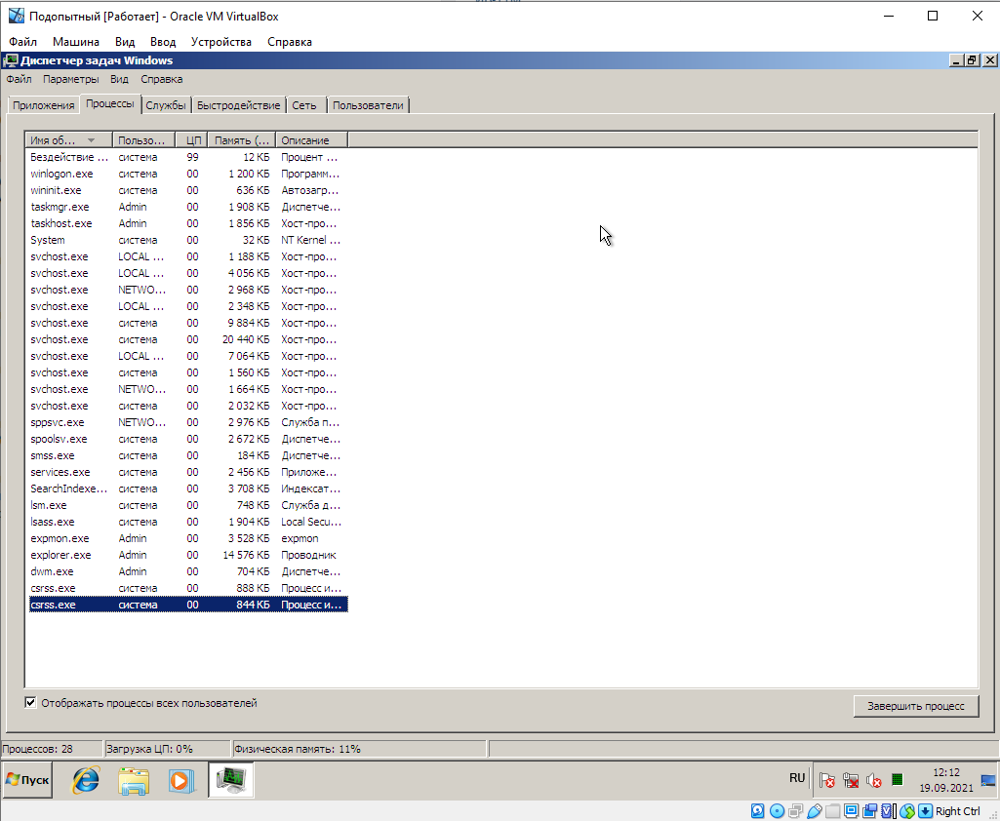 Подопытный [Работает] - Oracle VM VirtualBox
Файл Машина Вид Ввод Устройства Справка
Диспетчер задач Windows
Файл Параметры Вид Справка
Приложения Процессы Службы Быстродействие Сеть Пользователи
Имя об... Пользо... ЦП Память (... Описание
Бездействие ... система 99 12 КБ Процент ...
winlogon.exe система 00 1 200 КБ Программ...
wininit.exe система 00 636 КБ Автозагр...
taskmgr.exe Admin 00 1 908 КБ Диспетче...
taskhost.exe Admin 00 1 856 КБ Хост-про...
System система 00 32 КБ NT Kernel ...
svchost.exe LOCAL ... 00 1 188 КБ Хост-про...
svchost.exe LOCAL ... 00 4 056 КБ Хост-про...
svchost.exe NETWO... 00 2 968 КБ Хост-про...
svchost.exe LOCAL ... 00 2 348 КБ Хост-про...
svchost.exe система 00 9 884 КБ Хост-про...
svchost.exe система 00 20 440 КБ Хост-про...
svchost.exe LOCAL ... 00 7 064 КБ Хост-про...
svchost.exe система 00 1 560 КБ Хост-про...
svchost.exe NETWO... 00 1 664 КБ Хост-про...
svchost.exe система 00 2 032 КБ Хост-про...
sppsvc.exe NETWO... 00 2 976 КБ Служба п...
spoolsv.exe система 00 2 672 КБ Диспетче...
smss.exe система 00 184 КБ Диспетче...
services.exe система 00 2 456 КБ Приложе...
SearchIndexe... система 00 3 708 КБ Индексат...
lsm.exe система 00 748 КБ Служба д...
lsass.exe система 00 1 904 КБ Local Secu...
expmon.exe Admin 00 3 528 КБ expmon
explorer.exe Admin 00 14 576 КБ Проводник
dwm.exe Admin 00 704 КБ Диспетче...
csrss.exe система 00 888 КБ Процесс и...
csrss.exe система 00 844 КБ Процесс и...
Отображать процессы всех пользователей
Завершить процесс
Процессов: 28 Загрузка ЦП: 0% Физическая память: 11%
Пуск RU 12:12
19.09.2021
Right Ctrl